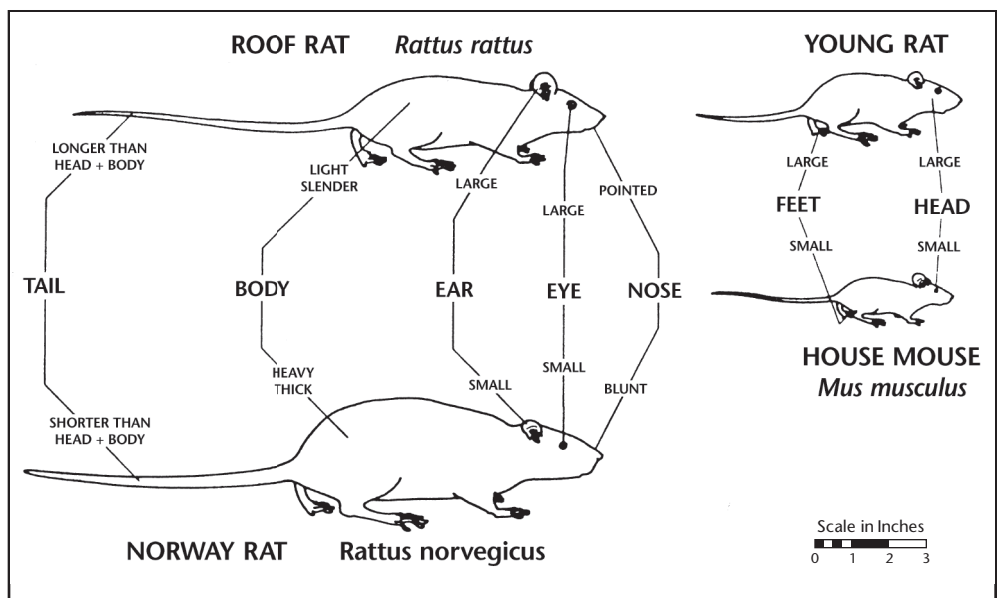 ROOF RAT Rattus rattus
YOUNG RAT
LONGER THAN
HEAD + BODY
LIGHT
SLENDER
LARGE
LARGE
POINTED
LARGE
LARGE
FEET
HEAD
SMALL
SMALL
TAIL
BODY
EAR
EYE
NOSE
HOUSE MOUSE
Mus musculus
HEAVY
THICK
SMALL
SMALL
BLUNT
SHORTER THAN
HEAD + BODY
NORWAY RAT Rattus norvegicus
Scale in Inches
0 1 2 3